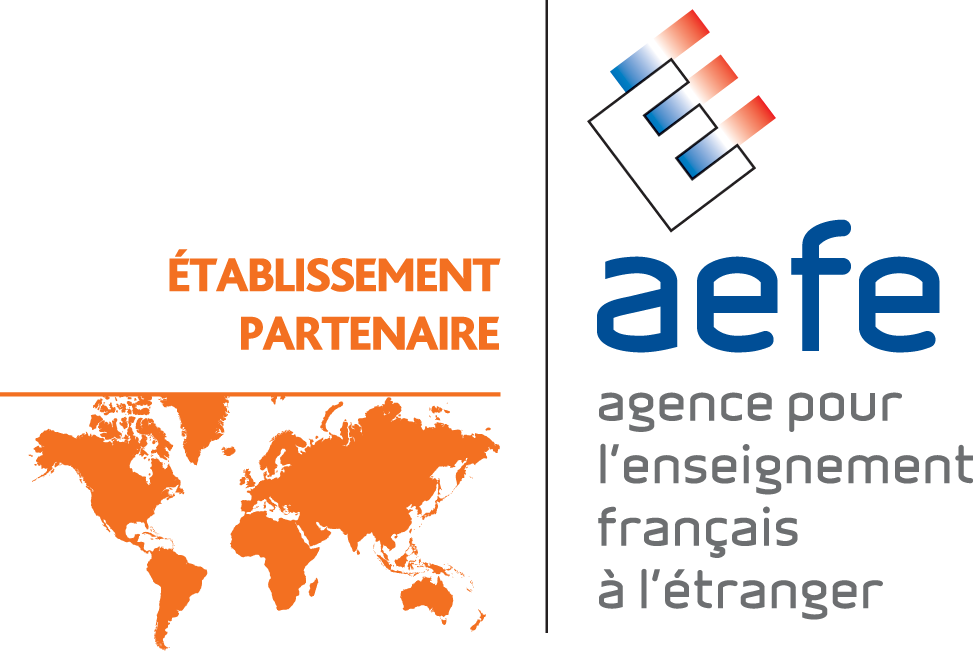 ÉTABLISSEMENT
PARTENAIRE
aefe
agence pour
l'enseignement
français
à l'étranger